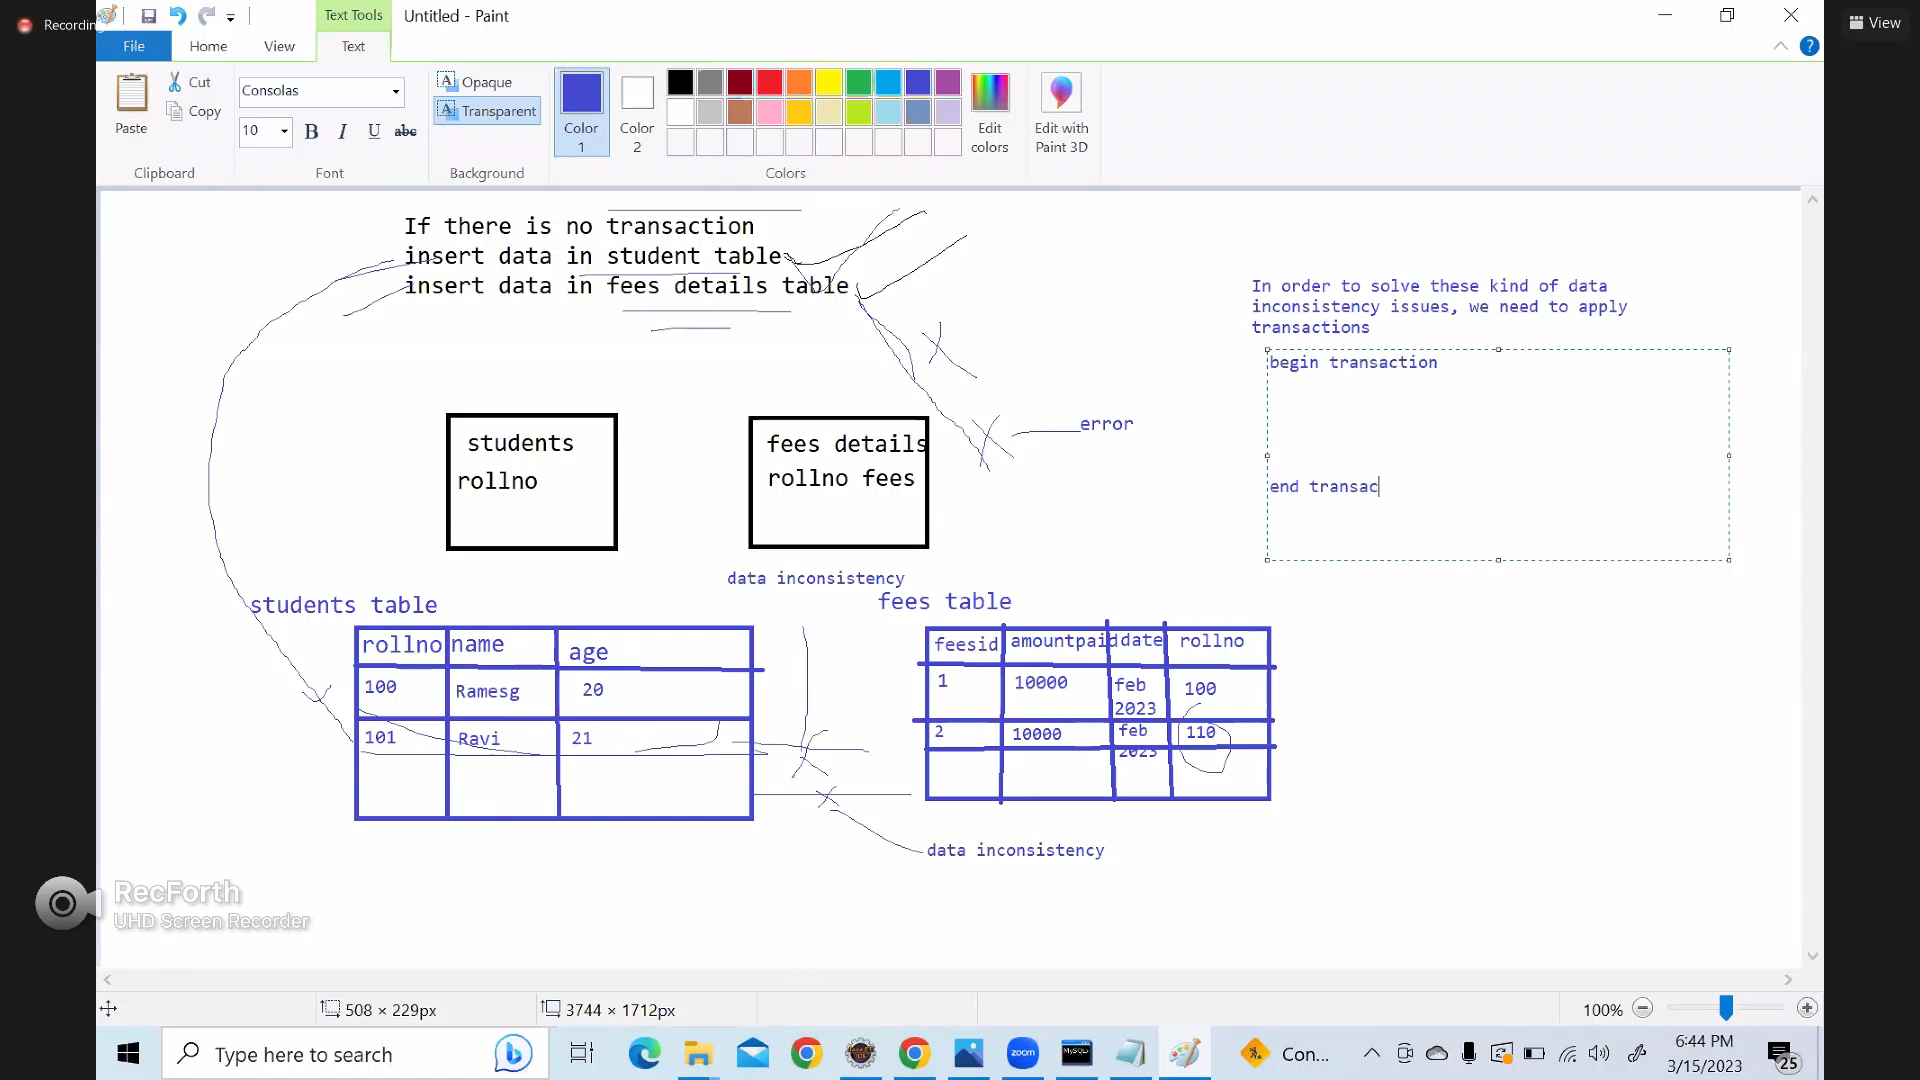 Recording
Text Tools
Untitled - Paint
View
File
Home
View
Text
Paste
Cut
Copy
Clipboard
Consolas
10
B
I
U
abc
Font
Opaque
Transparent
Background
Color
1
Color
2
Edit
colors
Colors
Edit with
Paint 3D
If there is no transaction
insert data in student table
insert data in fees details table
In order to solve these kind of data
inconsistency issues, we need to apply
transactions
begin transaction
end transac
error
students
rollno
fees details
rollno fees
data inconsistency
students table
rollno name age
100 Ramesg 20
101 Ravi 21
fees table
feesid amountpaid date rollno
1 10000 feb 2023 100
2 10000 feb 2023 110
data inconsistency
RecForth
UHD Screen Recorder
508 × 229px
3744 × 1712px
100%
Type here to search
zoom
MySQL
Con...
6:44 PM
3/15/2023
25